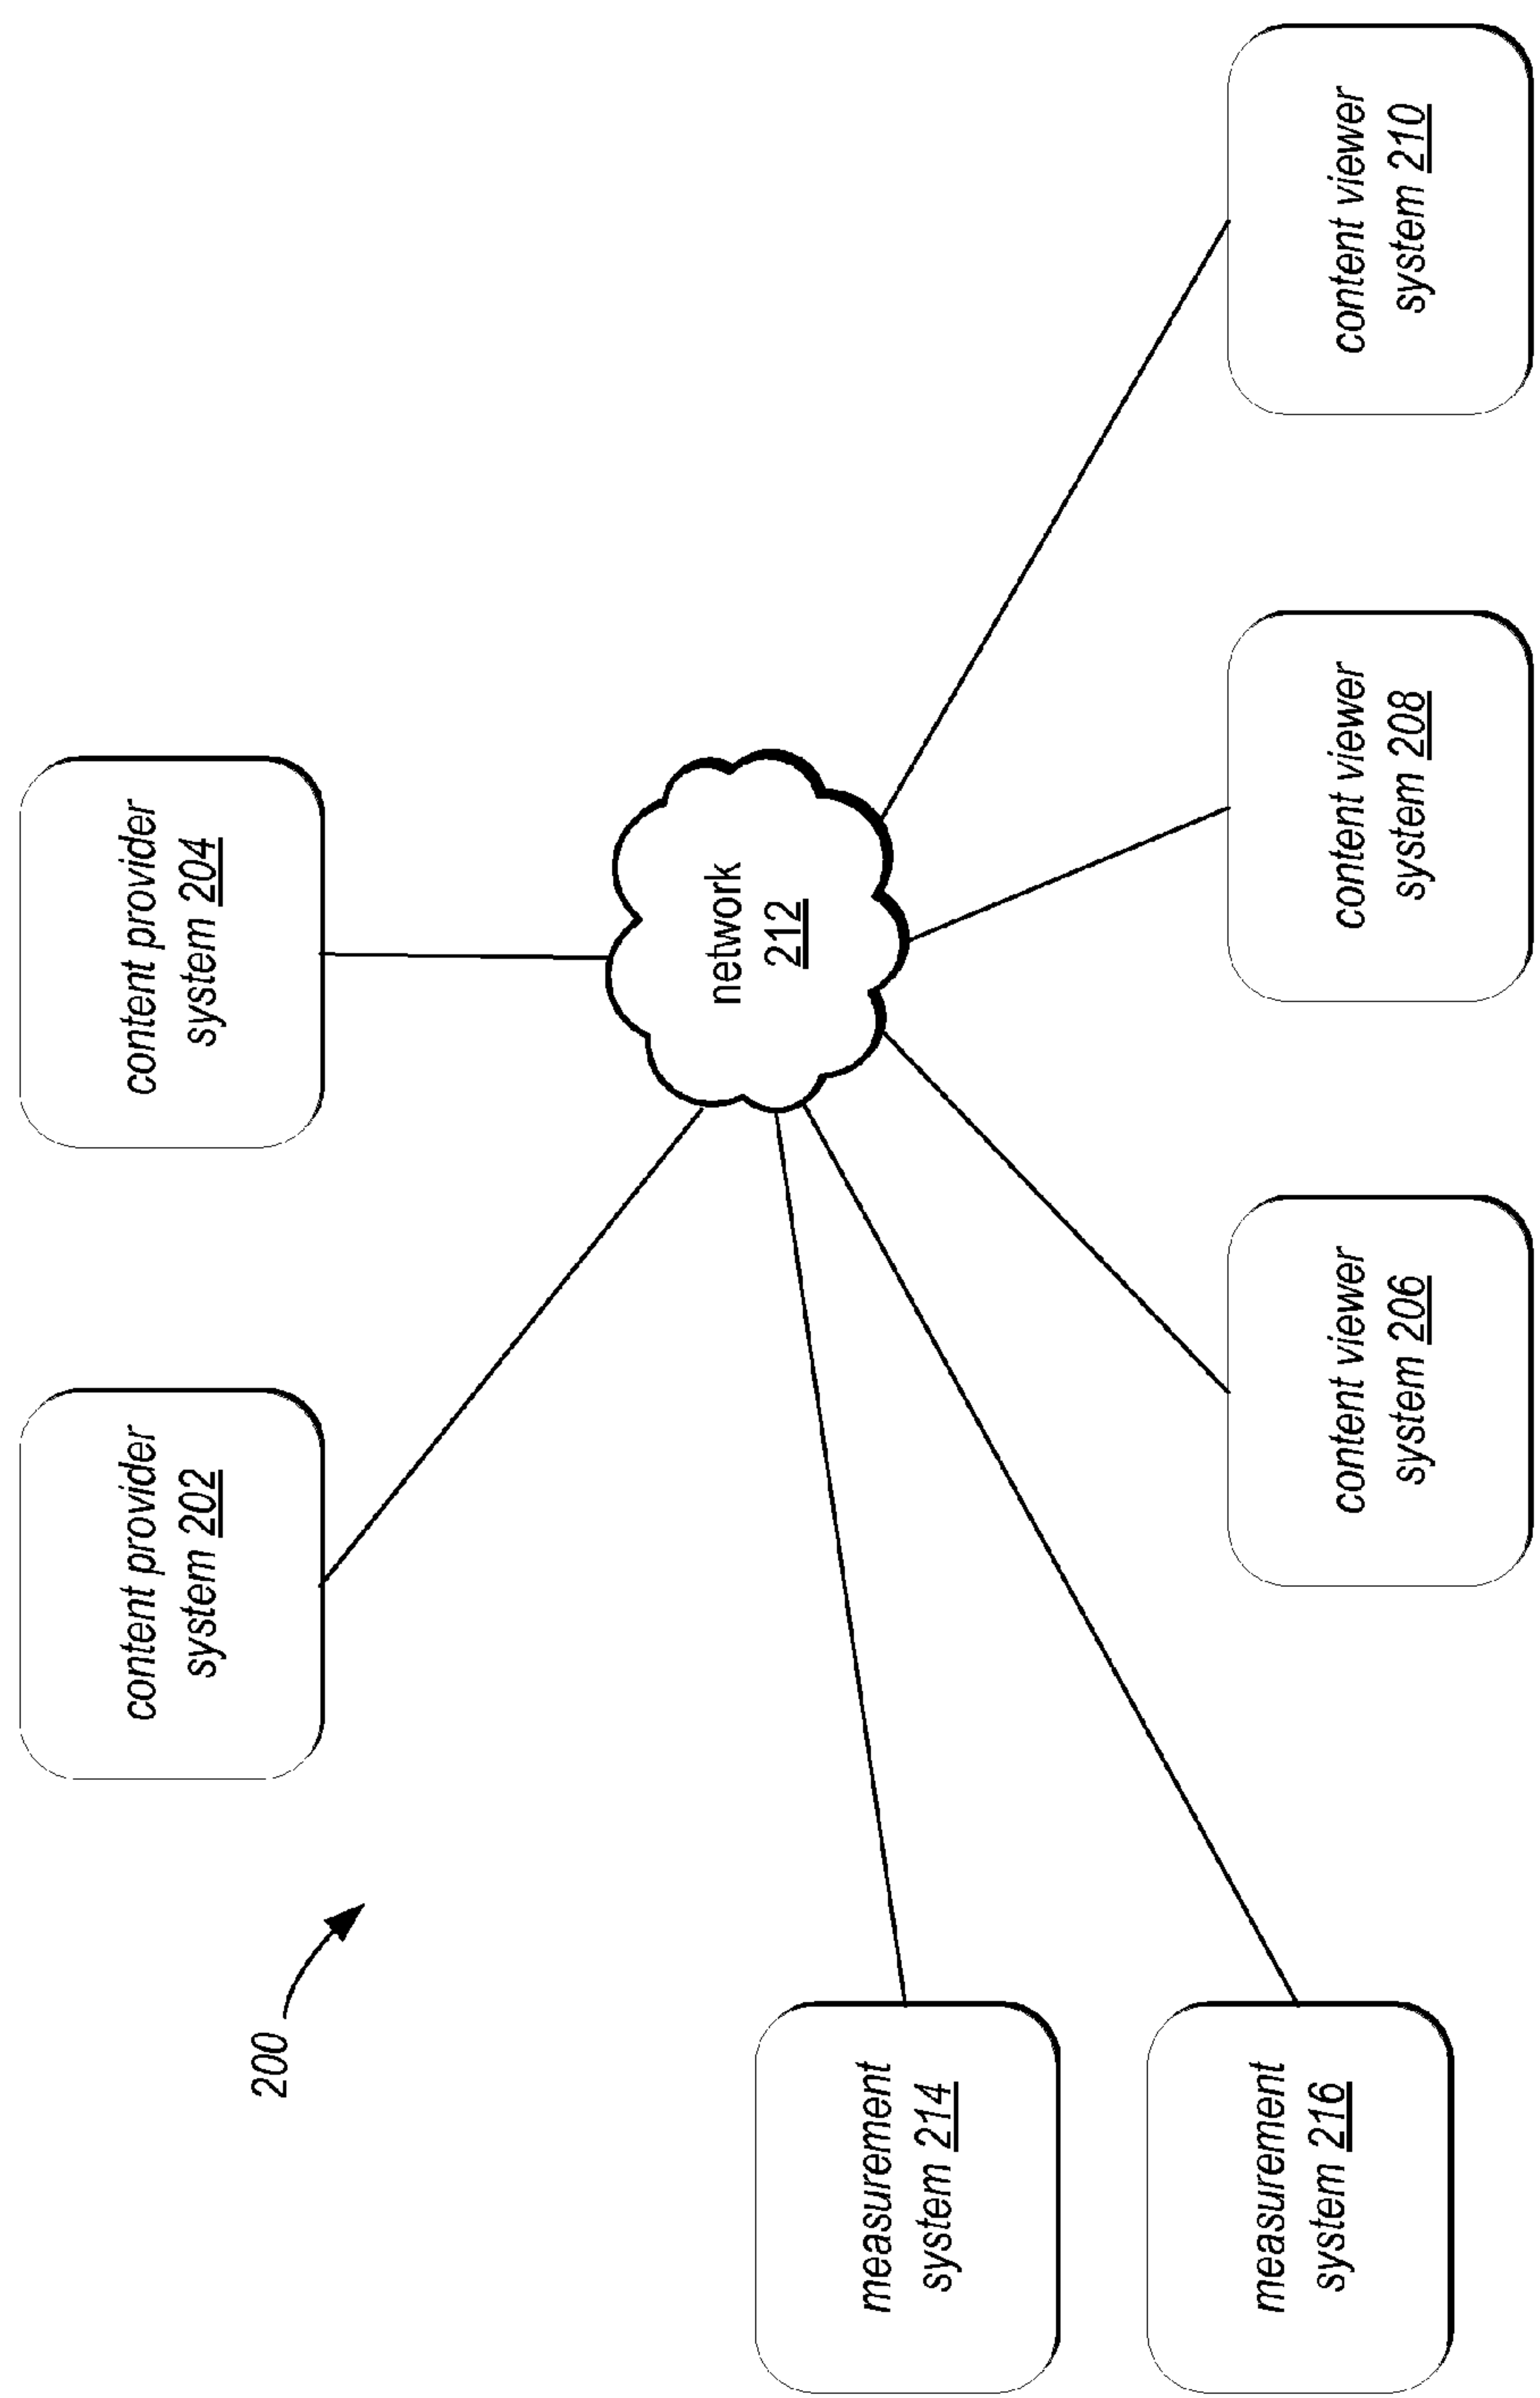 200
content provider
system 202
content provider
system 204
measurement
system 214
network
212
measurement
system 216
content viewer
system 206
content viewer
system 208
content viewer
system 210